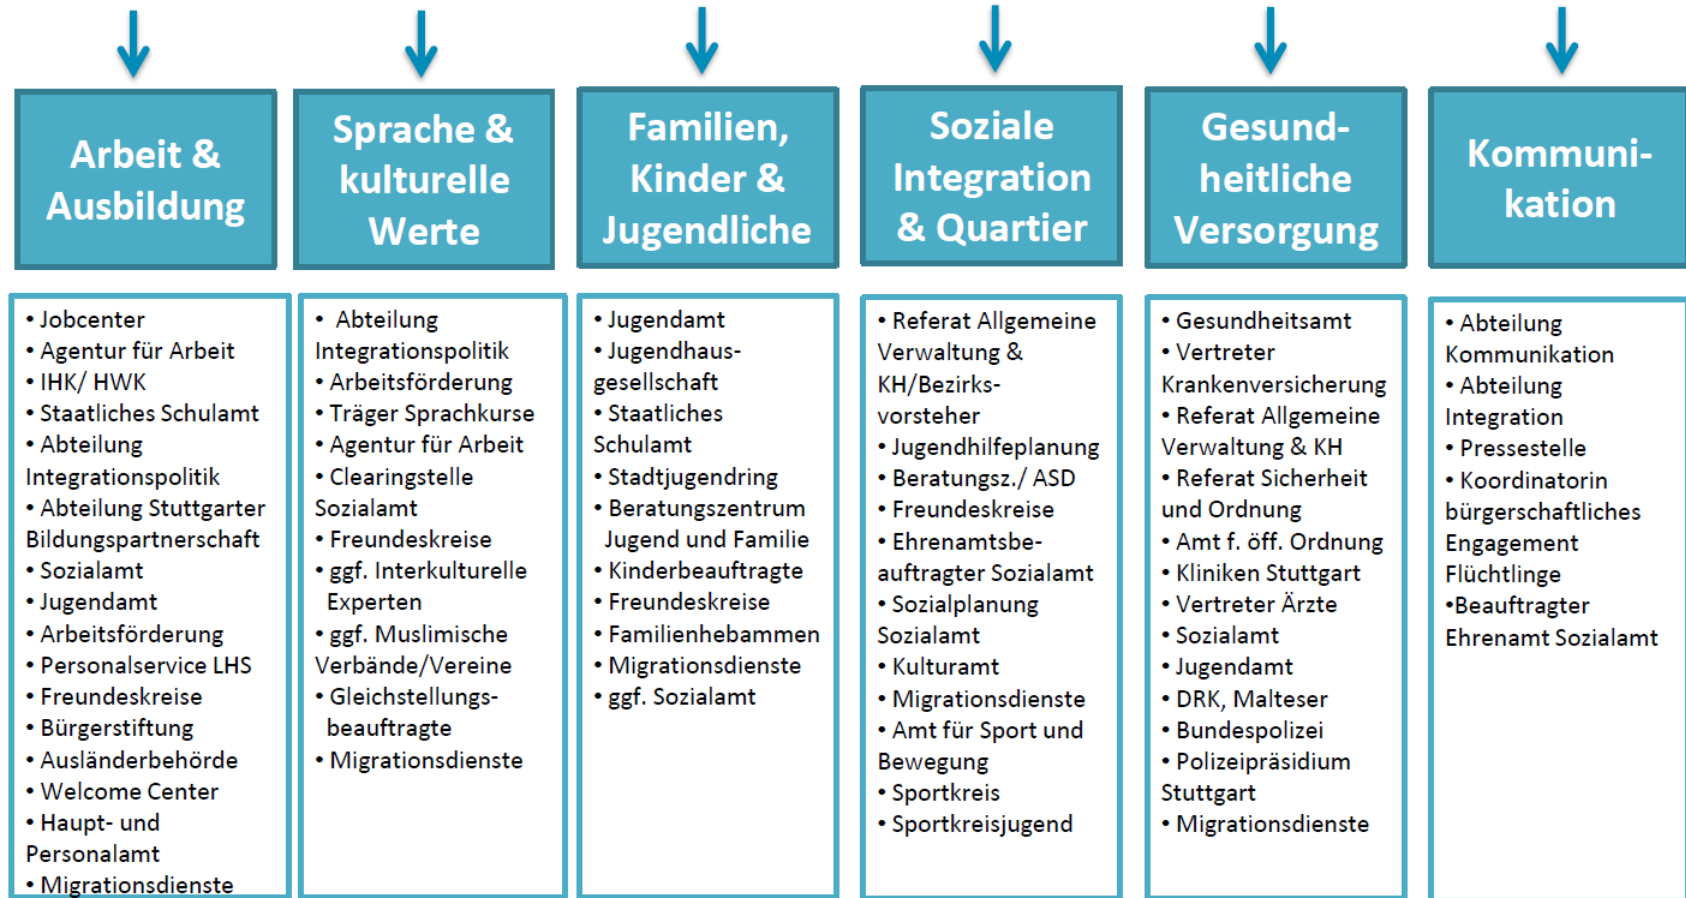 Arbeit &
Ausbildung
Sprache &
kulturelle
Werte
Familien,
Kinder &
Jugendliche
Soziale
Integration
& Quartier
Gesund-
heitliche
Versorgung
Kommuni-
kation
• Jobcenter
• Agentur für Arbeit
• IHK/ HWK
• Staatliches Schulamt
• Abteilung
Integrationspolitik
• Abteilung Stuttgarter
Bildungspartnerschaft
• Sozialamt
• Jugendamt
• Arbeitsförderung
• Personalservice LHS
• Freundeskreise
• Bürgerstiftung
• Ausländerbehörde
• Welcome Center
• Haupt- und
Personalamt
• Migrationsdienste
• Abteilung
Integrationspolitik
• Arbeitsförderung
• Träger Sprachkurse
• Agentur für Arbeit
• Clearingstelle
Sozialamt
• Freundeskreise
• ggf. Interkulturelle
Experten
• ggf. Muslimische
Verbände/Vereine
• Gleichstellungs-
beauftragte
• Migrationsdienste
• Jugendamt
• Jugendhaus-
gesellschaft
• Staatliches
Schulamt
• Stadtjugendring
• Beratungszentrum
Jugend und Familie
• Kinderbeauftragte
• Freundeskreise
• Familienhebammen
• Migrationsdienste
• ggf. Sozialamt
• Referat Allgemeine
Verwaltung &
KH/Bezirks-
vorsteher
• Jugendhilfeplanung
• Beratungsz./ ASD
• Freundeskreise
• Ehrenamtsbe-
auftragter Sozialamt
• Sozialplanung
Sozialamt
• Kulturamt
• Migrationsdienste
• Amt für Sport und
Bewegung
• Sportkreis
• Sportkreisjugend
• Gesundheitsamt
• Vertreter
Krankenversicherung
• Referat Allgemeine
Verwaltung & KH
• Referat Sicherheit
und Ordnung
• Amt f. öff. Ordnung
• Kliniken Stuttgart
• Vertreter Ärzte
• Sozialamt
• Jugendamt
• DRK, Malteser
• Bundespolizei
• Polizeipräsidium
Stuttgart
• Migrationsdienste
• Abteilung
Kommunikation
• Abteilung
Integration
• Pressestelle
• Koordinatorin
bürgerschaftliches
Engagement
Flüchtlinge
•Beauftragter
Ehrenamt Sozialamt